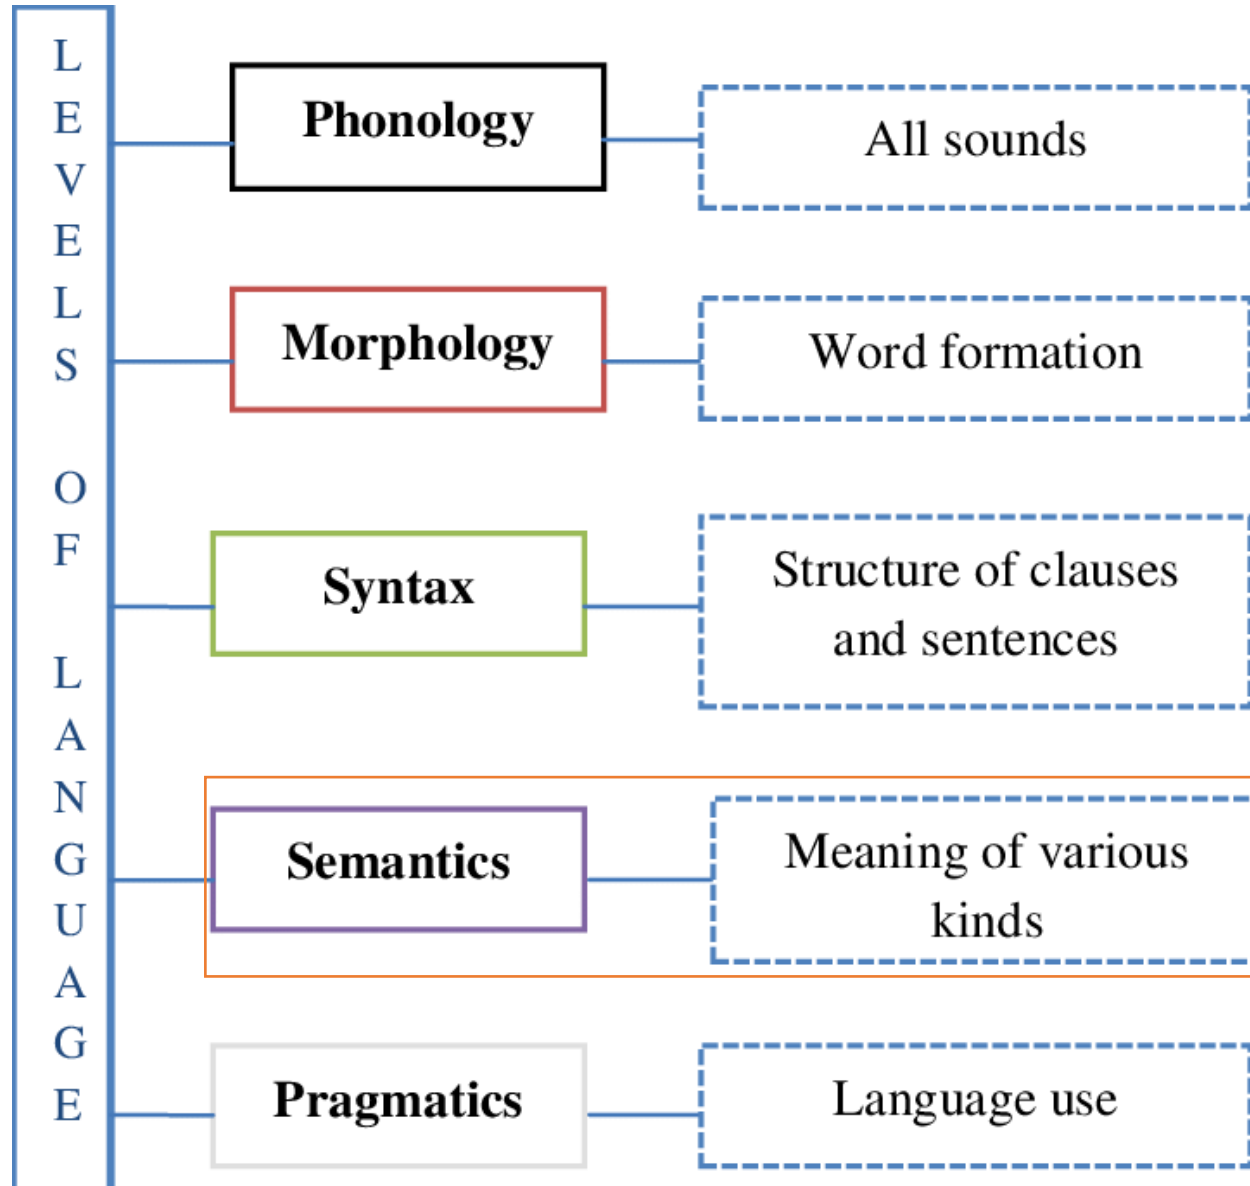 LEVELS OF LANGUAGE
Phonology
All sounds
Morphology
Word formation
Syntax
Structure of clauses
and sentences
Semantics
Meaning of various
kinds
Pragmatics
Language use